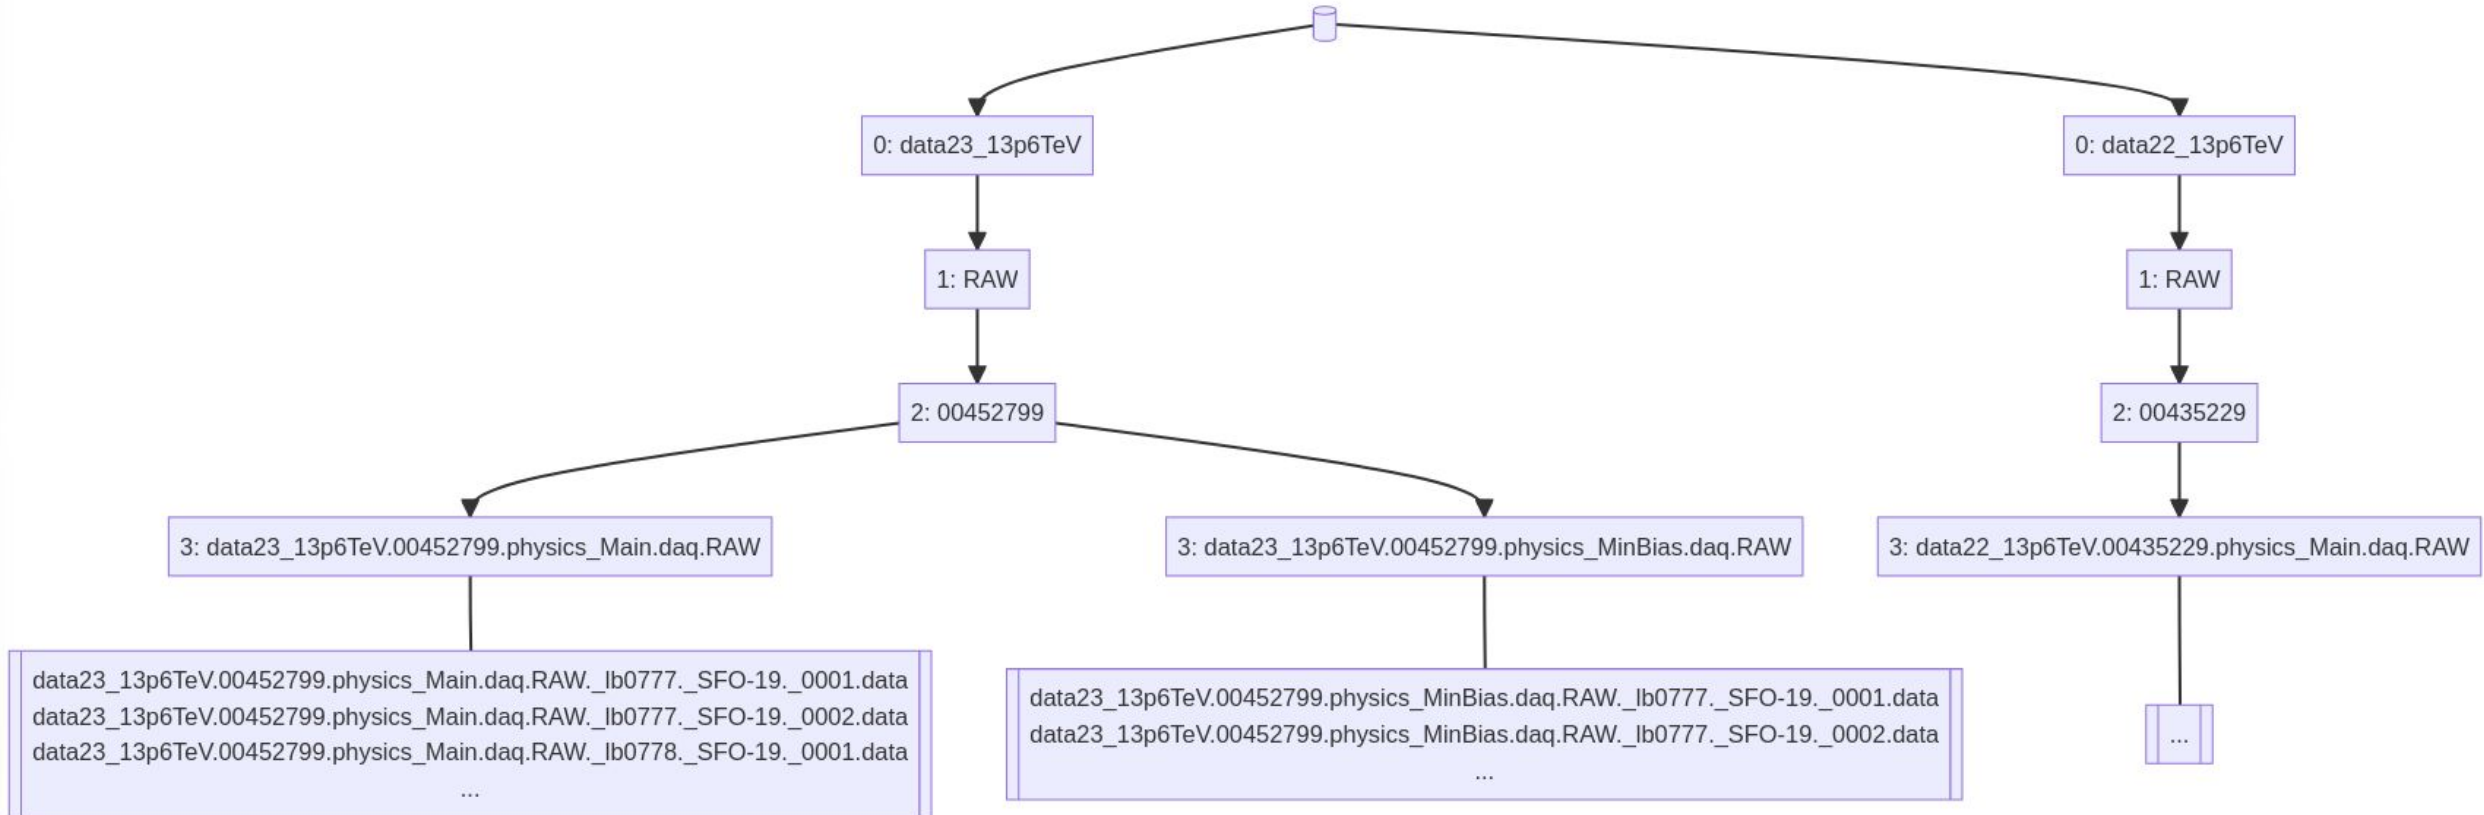 0: data23_13p6TeV
0: data22_13p6TeV
1: RAW
1: RAW
2: 00452799
2: 00435229
3: data23_13p6TeV.00452799.physics_Main.daq.RAW
3: data23_13p6TeV.00452799.physics_MinBias.daq.RAW
3: data22_13p6TeV.00435229.physics_Main.daq.RAW
data23_13p6TeV.00452799.physics_Main.daq.RAW._lb0777._SFO-19._0001.data
data23_13p6TeV.00452799.physics_Main.daq.RAW._lb0777._SFO-19._0002.data
data23_13p6TeV.00452799.physics_Main.daq.RAW._lb0778._SFO-19._0001.data
...
data23_13p6TeV.00452799.physics_MinBias.daq.RAW._lb0777._SFO-19._0001.data
data23_13p6TeV.00452799.physics_MinBias.daq.RAW._lb0777._SFO-19._0002.data
...
...